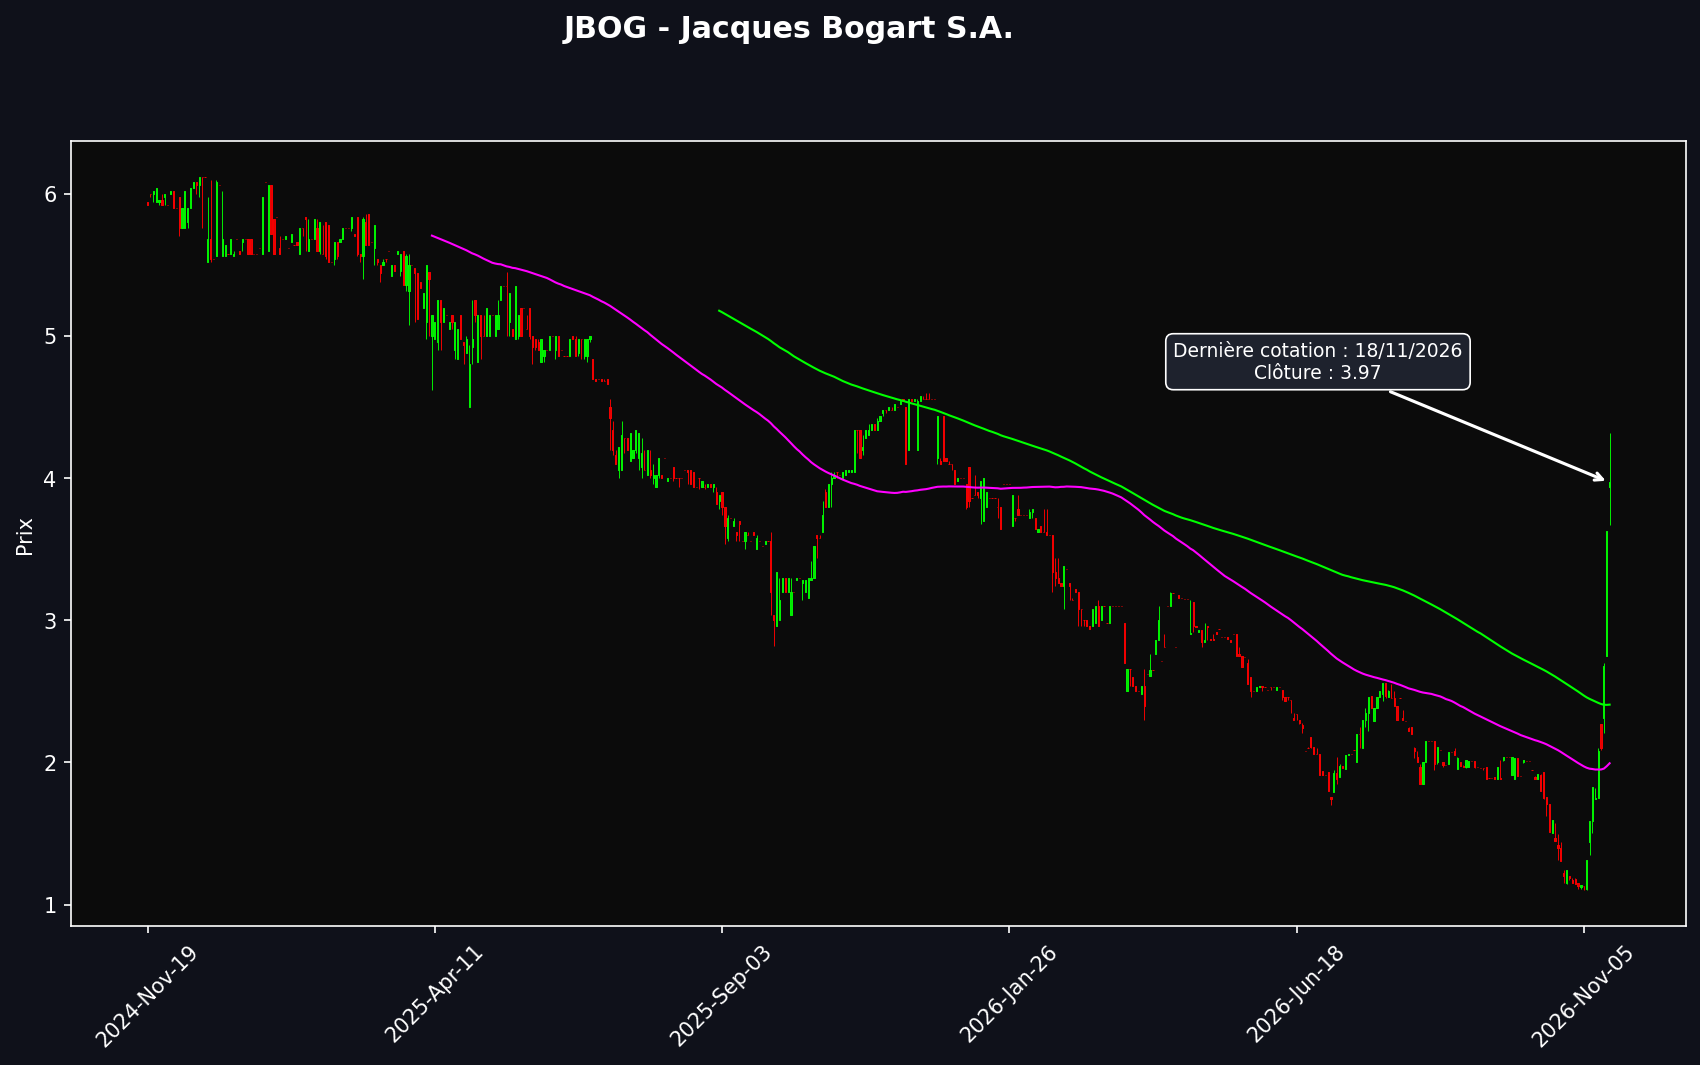 JBOG - Jacques Bogart S.A.
Dernière cotation : 18/11/2026
Clôture : 3.97
Prix
6
5
4
3
2
1
2024-Nov-19
2025-Apr-11
2025-Sep-03
2026-Jan-26
2026-Jun-18
2026-Nov-05